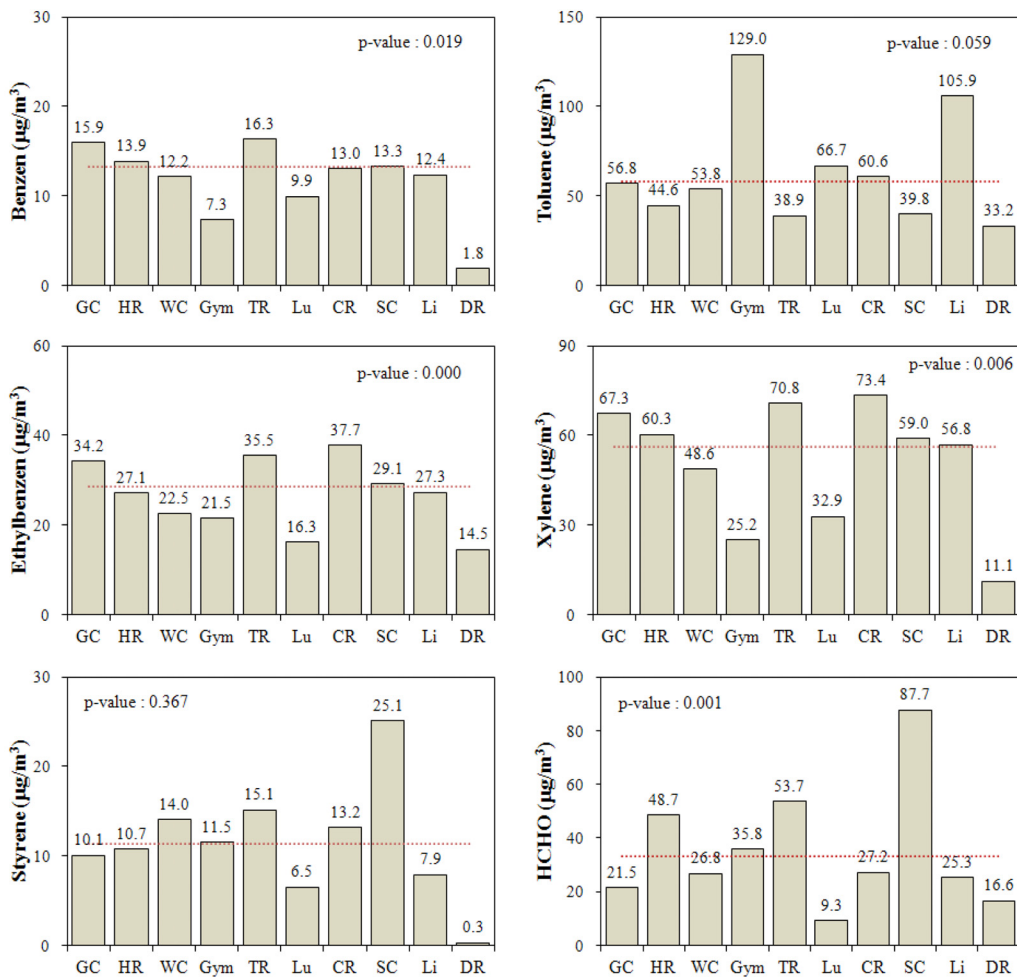 Benzen (µg/m³)
30
20
10
0
p-value : 0.019
15.9 13.9 12.2 7.3 16.3 9.9 13.0 13.3 12.4 1.8
GC HR WC Gym TR Lu CR SC Li DR
Toluene (µg/m³)
150
100
50
0
p-value : 0.059
56.8 44.6 53.8 129.0 38.9 66.7 60.6 39.8 105.9 33.2
GC HR WC Gym TR Lu CR SC Li DR
Ethylbenzen (µg/m³)
60
40
20
0
p-value : 0.000
34.2 27.1 22.5 21.5 35.5 16.3 37.7 29.1 27.3 14.5
GC HR WC Gym TR Lu CR SC Li DR
Xylene (µg/m³)
90
60
30
0
p-value : 0.006
67.3 60.3 48.6 25.2 70.8 32.9 73.4 59.0 56.8 11.1
GC HR WC Gym TR Lu CR SC Li DR
Styrene (µg/m³)
30
20
10
0
p-value : 0.367
10.1 10.7 14.0 11.5 15.1 6.5 13.2 25.1 7.9 0.3
GC HR WC Gym TR Lu CR SC Li DR
HCHO (µg/m³)
100
80
60
40
20
0
p-value : 0.001
21.5 48.7 26.8 35.8 53.7 9.3 27.2 87.7 25.3 16.6
GC HR WC Gym TR Lu CR SC Li DR